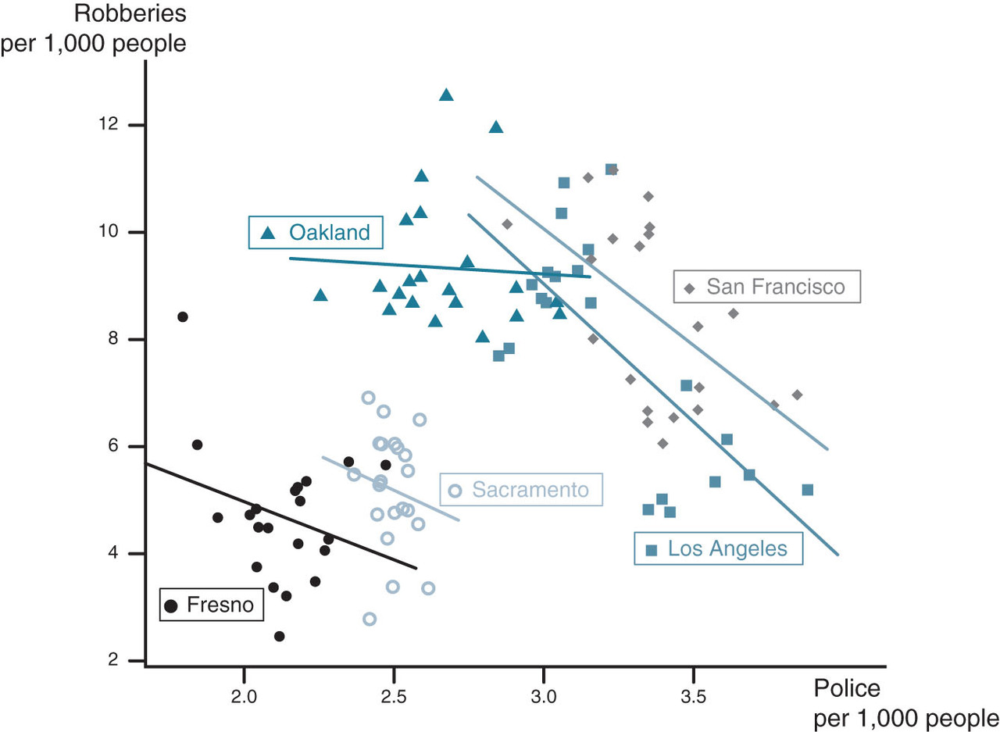 Robberies
per 1,000 people
12
Oakland
10
San Francisco
8
6
Sacramento
4
Los Angeles
Fresno
2
2.0 2.5 3.0 3.5
Police
per 1,000 people